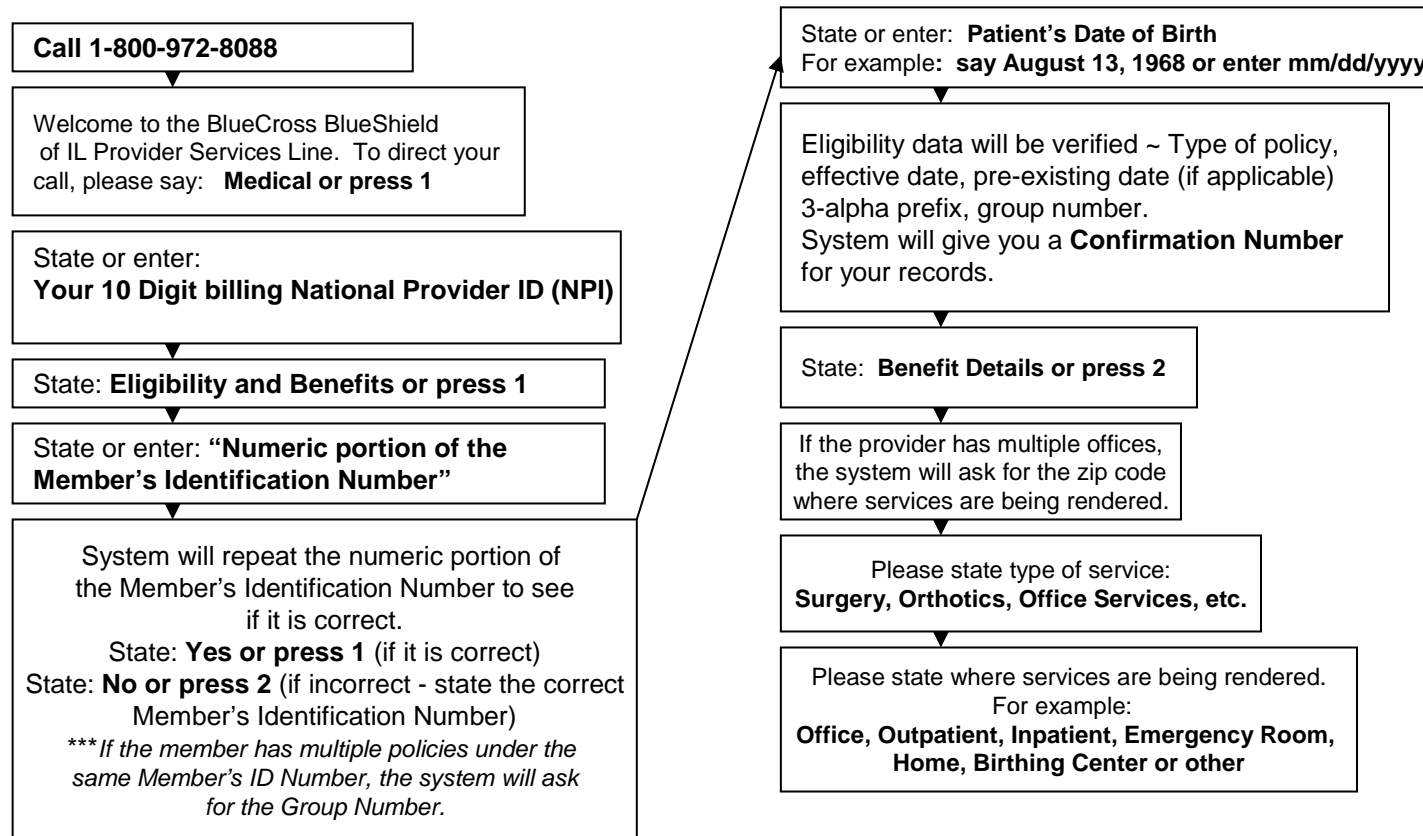 Call 1-800-972-8088
Welcome to the BlueCross BlueShield
of IL Provider Services Line. To direct your
call, please say: Medical or press 1
State or enter:
Your 10 Digit billing National Provider ID (NPI)
State: Eligibility and Benefits or press 1
State or enter: “Numeric portion of the
Member’s Identification Number”
System will repeat the numeric portion of
the Member’s Identification Number to see
if it is correct.
State: Yes or press 1 (if it is correct)
State: No or press 2 (if incorrect - state the correct
Member’s Identification Number)
***If the member has multiple policies under the
same Member’s ID Number, the system will ask
for the Group Number.
State or enter: Patient’s Date of Birth
For example: say August 13, 1968 or enter mm/dd/yyyy
Eligibility data will be verified ~ Type of policy,
effective date, pre-existing date (if applicable)
3-alpha prefix, group number.
System will give you a Confirmation Number
for your records.
State: Benefit Details or press 2
If the provider has multiple offices,
the system will ask for the zip code
where services are being rendered.
Please state type of service:
Surgery, Orthotics, Office Services, etc.
Please state where services are being rendered.
For example:
Office, Outpatient, Inpatient, Emergency Room,
Home, Birthing Center or other